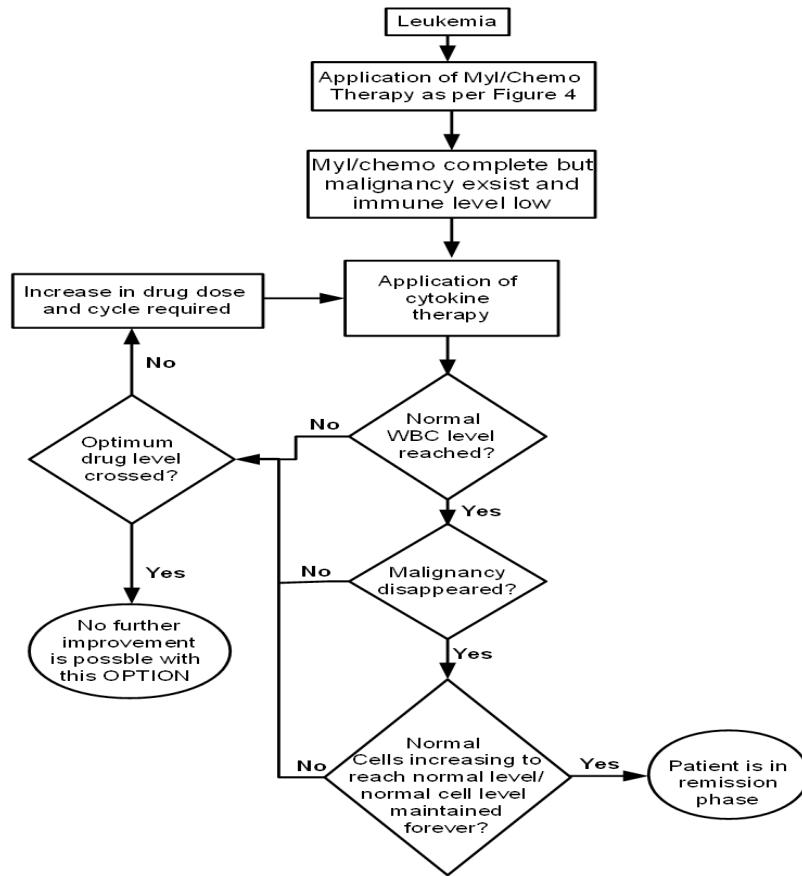 Leukemia
Application of Myl/Chemo
Therapy as per Figure 4
Myl/chemo complete but
malignancy exsist and
immune level low
Increase in drug dose
and cycle required
Application of
cytokine
therapy
No
No
Normal
WBC level
reached?
Optimum
drug level
crossed?
Yes
No
Malignancy
disappeared?
Yes
No further
improvement
is possble with
this OPTION
Yes
No
Normal
Cells increasing to
reach normal level/
normal cell level
maintained
forever?
Yes
Patient is in
remission
phase